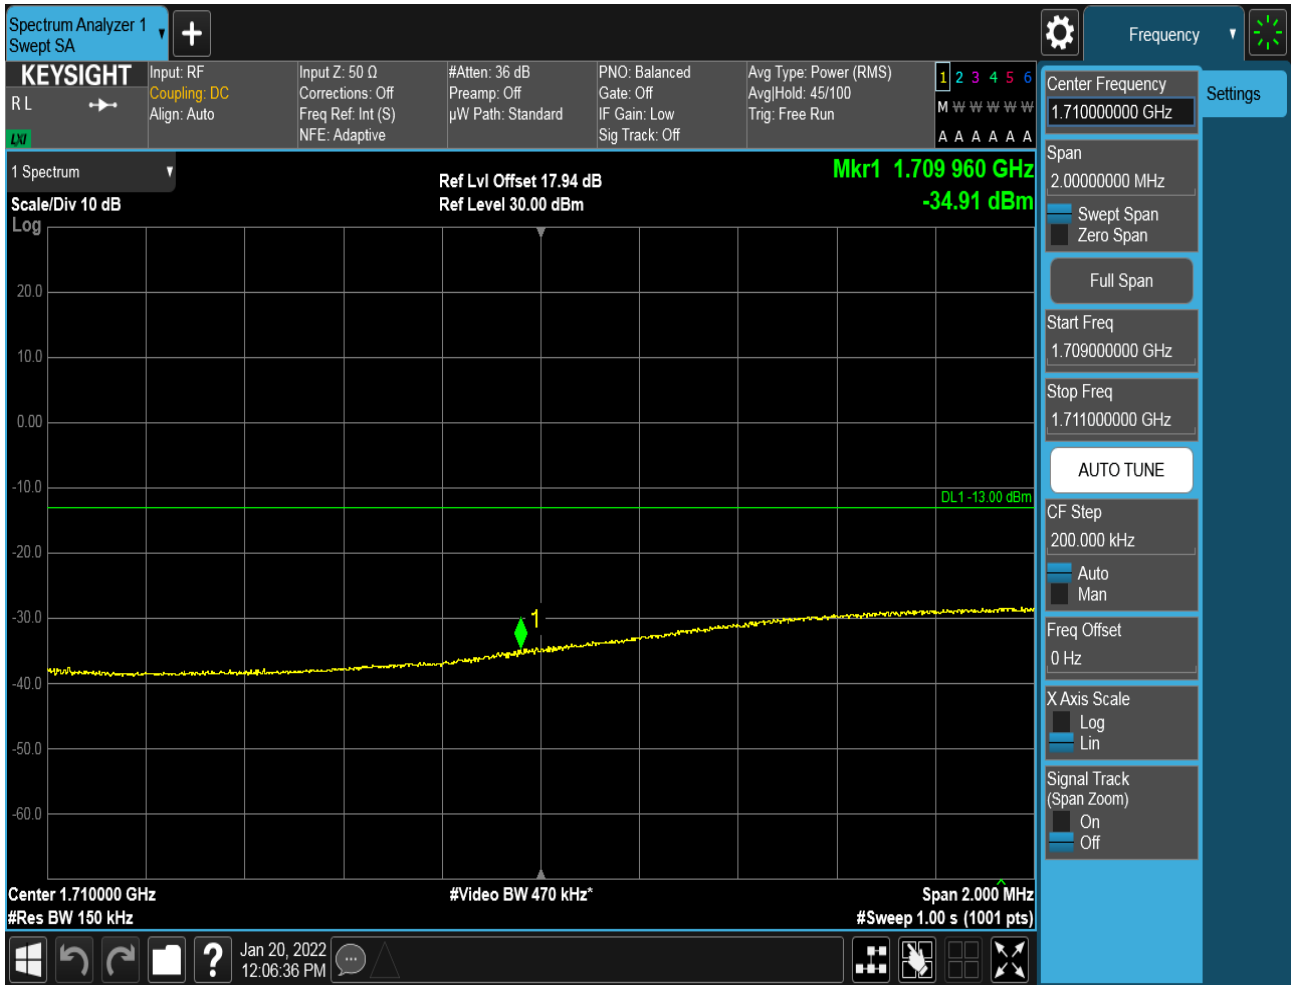 Spectrum Analyzer 1
Swept SA
Frequency
KEYSIGHT
R L
LXI
Input: RF
Coupling: DC
Align: Auto
Input Z: 50 Ω
Corrections: Off
Freq Ref: Int (S)
NFE: Adaptive
#Atten: 36 dB
Preamp: Off
µW Path: Standard
PNO: Balanced
Gate: Off
IF Gain: Low
Sig Track: Off
Avg Type: Power (RMS)
Avg|Hold: 45/100
Trig: Free Run
1 2 3 4 5 6
M W W W W W
A A A A A A
1 Spectrum
Scale/Div 10 dB
Log
Ref Lvl Offset 17.94 dB
Ref Level 30.00 dBm
Mkr1 1.709 960 GHz
-34.91 dBm
20.0
10.0
0.00
-10.0
-20.0
-30.0
-40.0
-50.0
-60.0
DL1 -13.00 dBm
1
Center 1.710000 GHz
#Res BW 150 kHz
#Video BW 470 kHz*
Span 2.000 MHz
#Sweep 1.00 s (1001 pts)
Jan 20, 2022
12:06:36 PM
Center Frequency
1.710000000 GHz
Settings
Span
2.00000000 MHz
Swept Span
Zero Span
Full Span
Start Freq
1.709000000 GHz
Stop Freq
1.711000000 GHz
AUTO TUNE
CF Step
200.000 kHz
Auto
Man
Freq Offset
0 Hz
X Axis Scale
Log
Lin
Signal Track
(Span Zoom)
On
Off